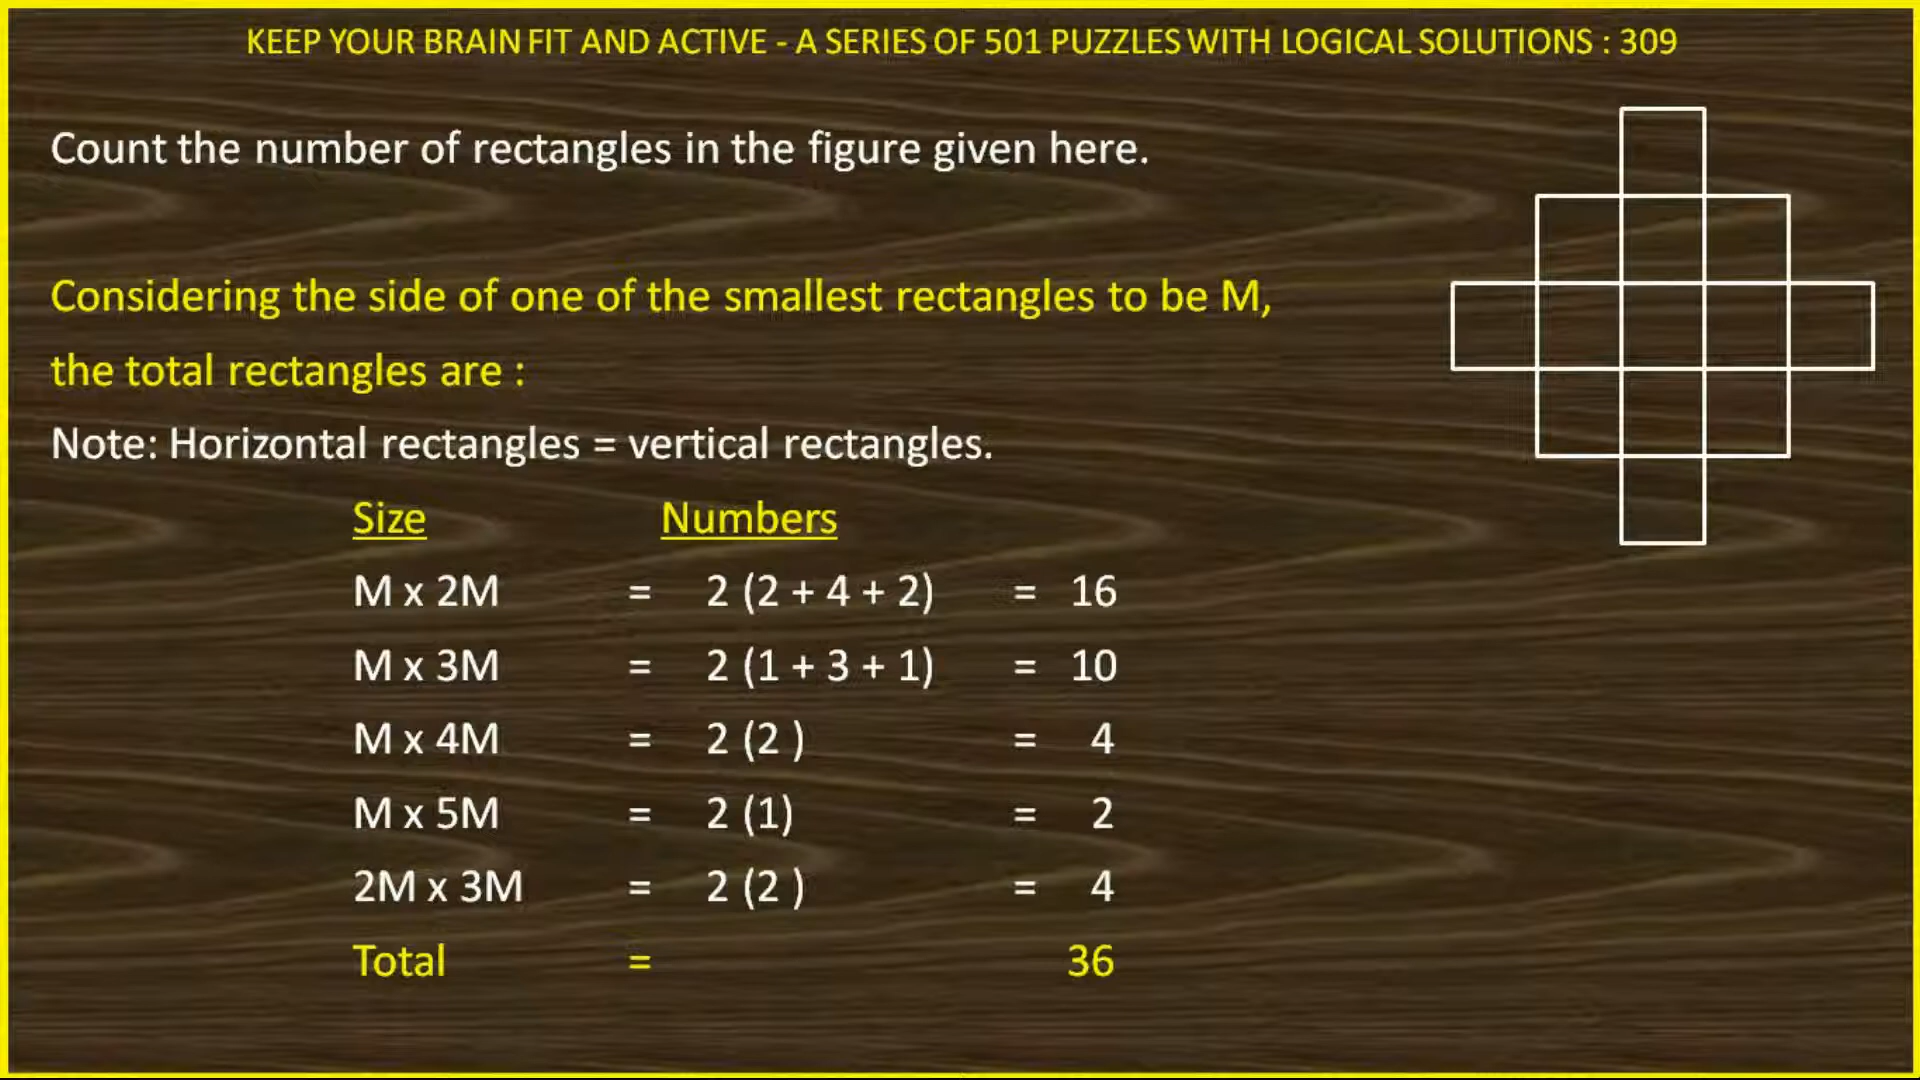 KEEP YOUR BRAIN FIT AND ACTIVE - A SERIES OF 501 PUZZLES WITH LOGICAL SOLUTIONS : 309
Count the number of rectangles in the figure given here.
Considering the side of one of the smallest rectangles to be M,
the total rectangles are :
Note: Horizontal rectangles = vertical rectangles.
Size Numbers
M x 2M = 2 (2 + 4 + 2) = 16
M x 3M = 2 (1 + 3 + 1) = 10
M x 4M = 2 (2 ) = 4
M x 5M = 2 (1) = 2
2M x 3M = 2 (2 ) = 4
Total = 36